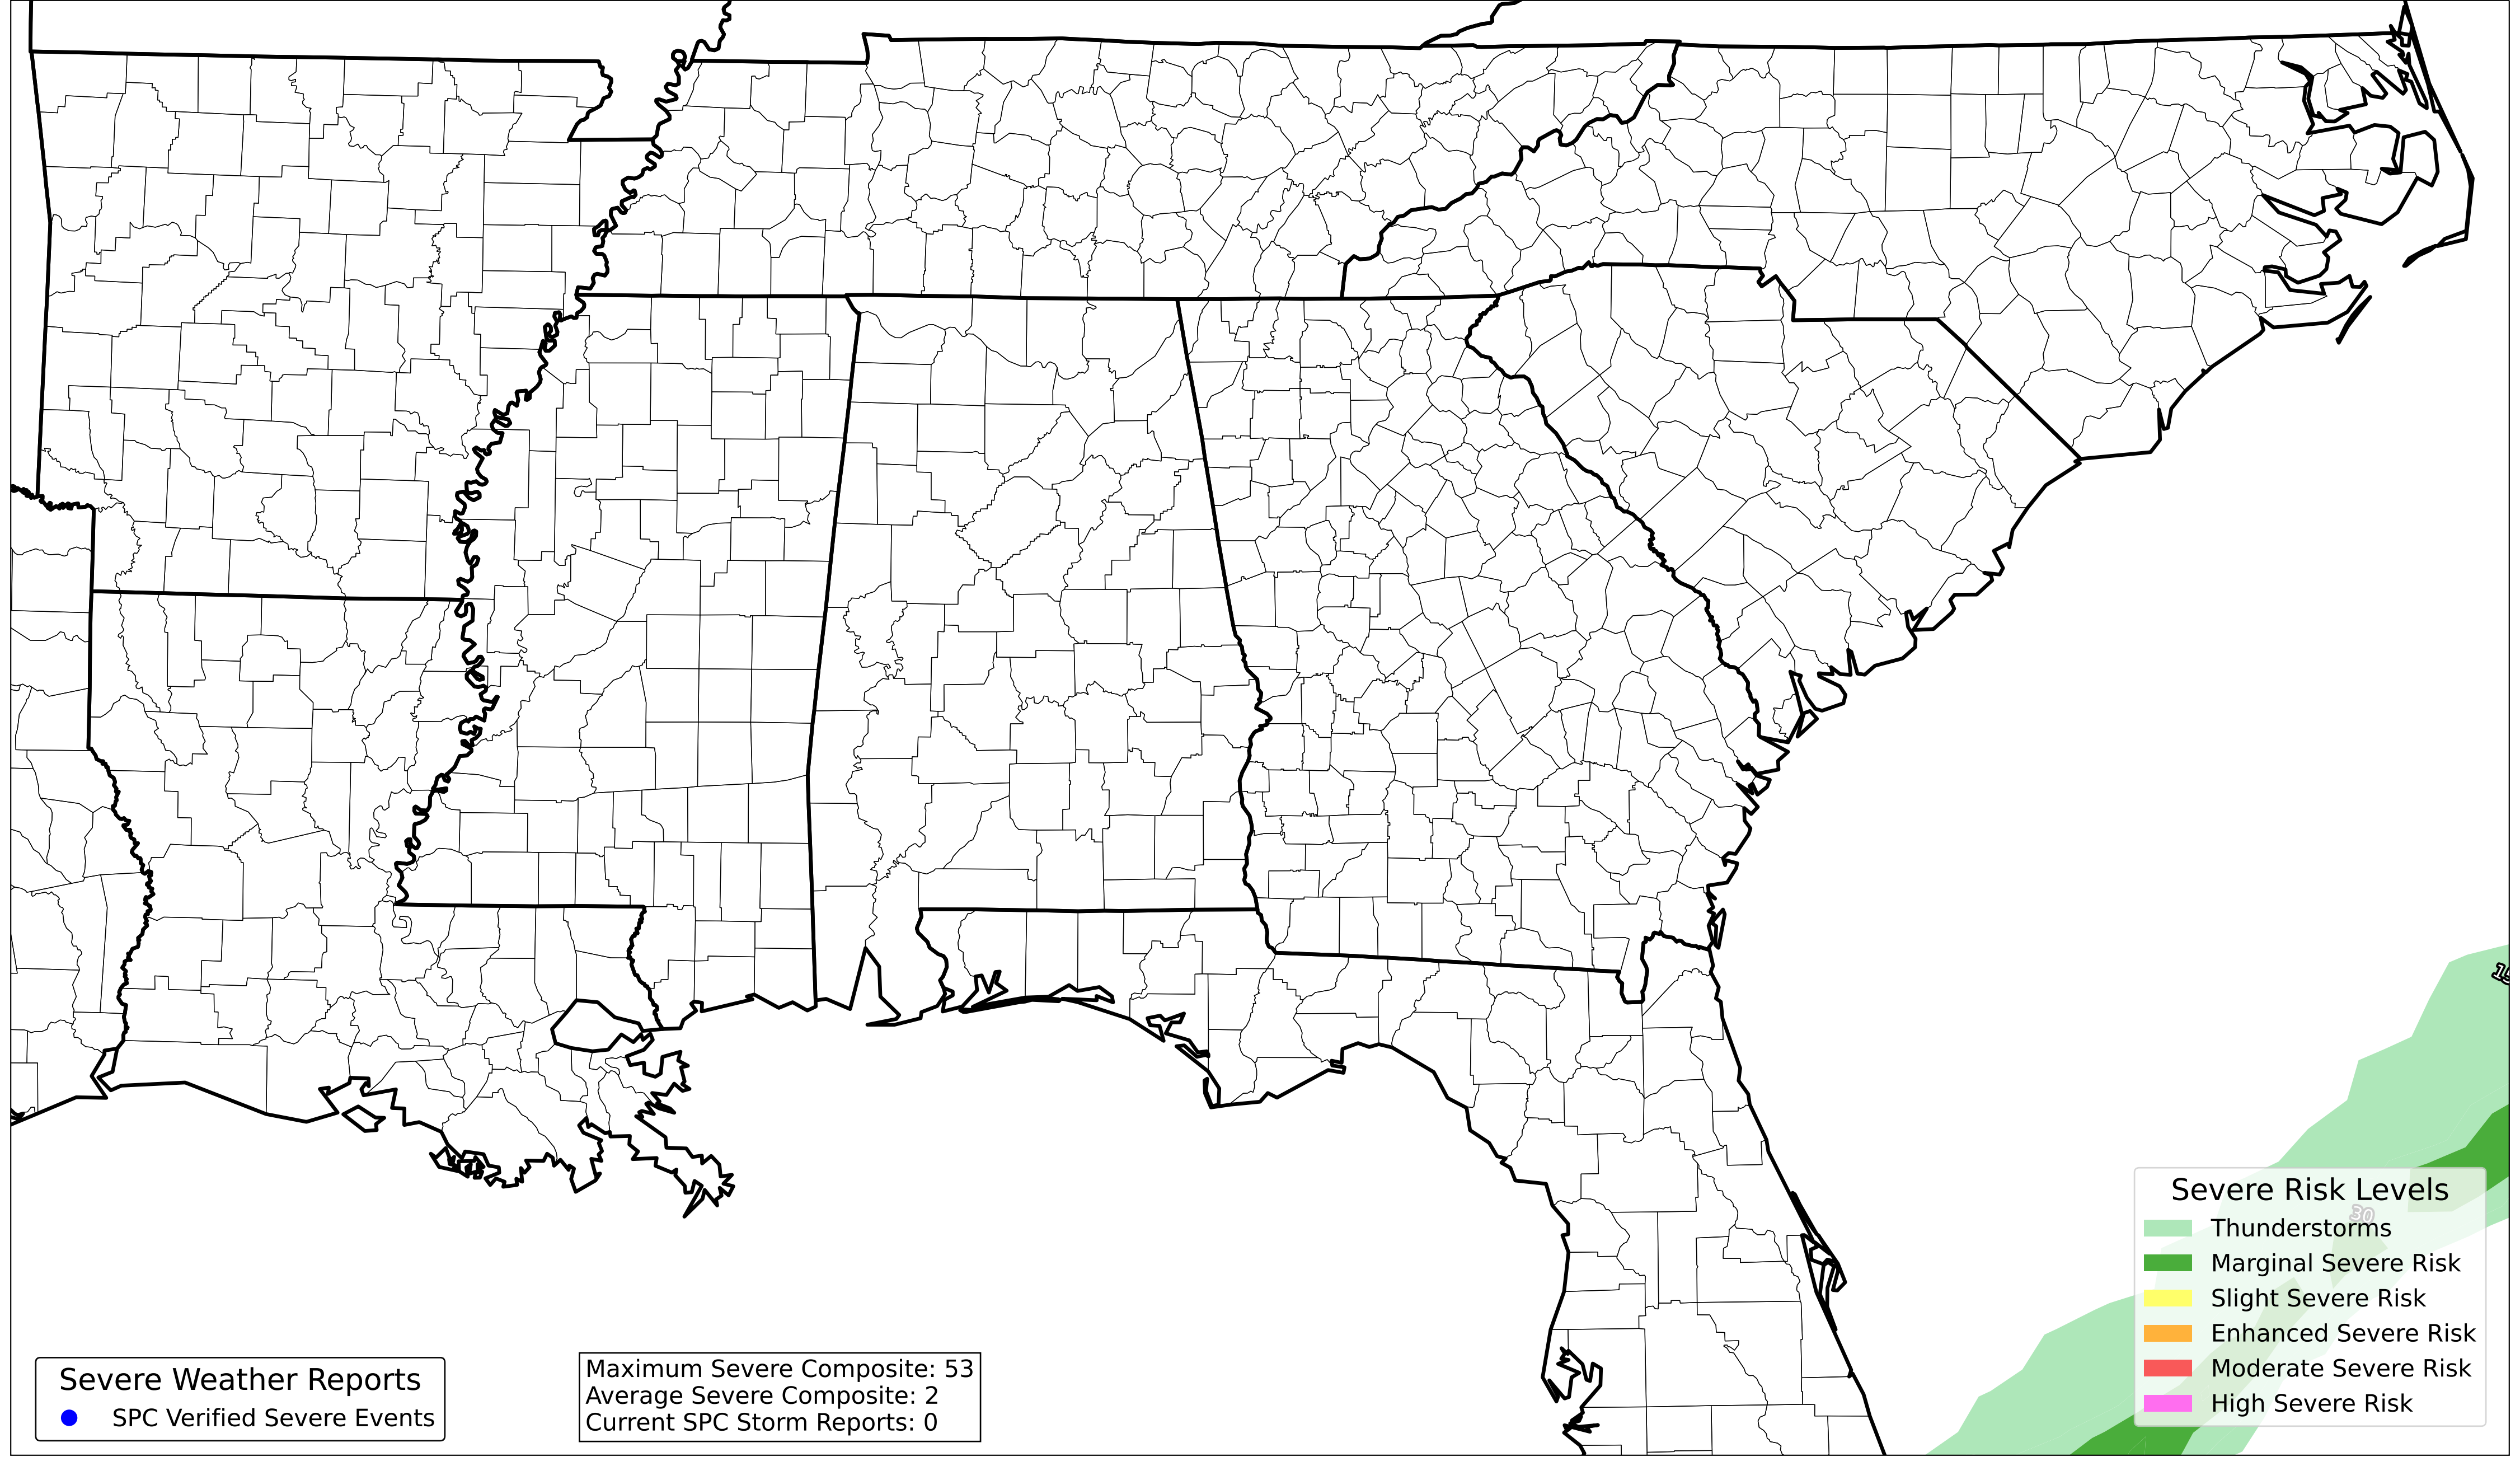 30
Severe Risk Levels
Thunderstorms
Marginal Severe Risk
Slight Severe Risk
Enhanced Severe Risk
Moderate Severe Risk
High Severe Risk
Severe Weather Reports
SPC Verified Severe Events
Maximum Severe Composite: 53
Average Severe Composite: 2
Current SPC Storm Reports: 0